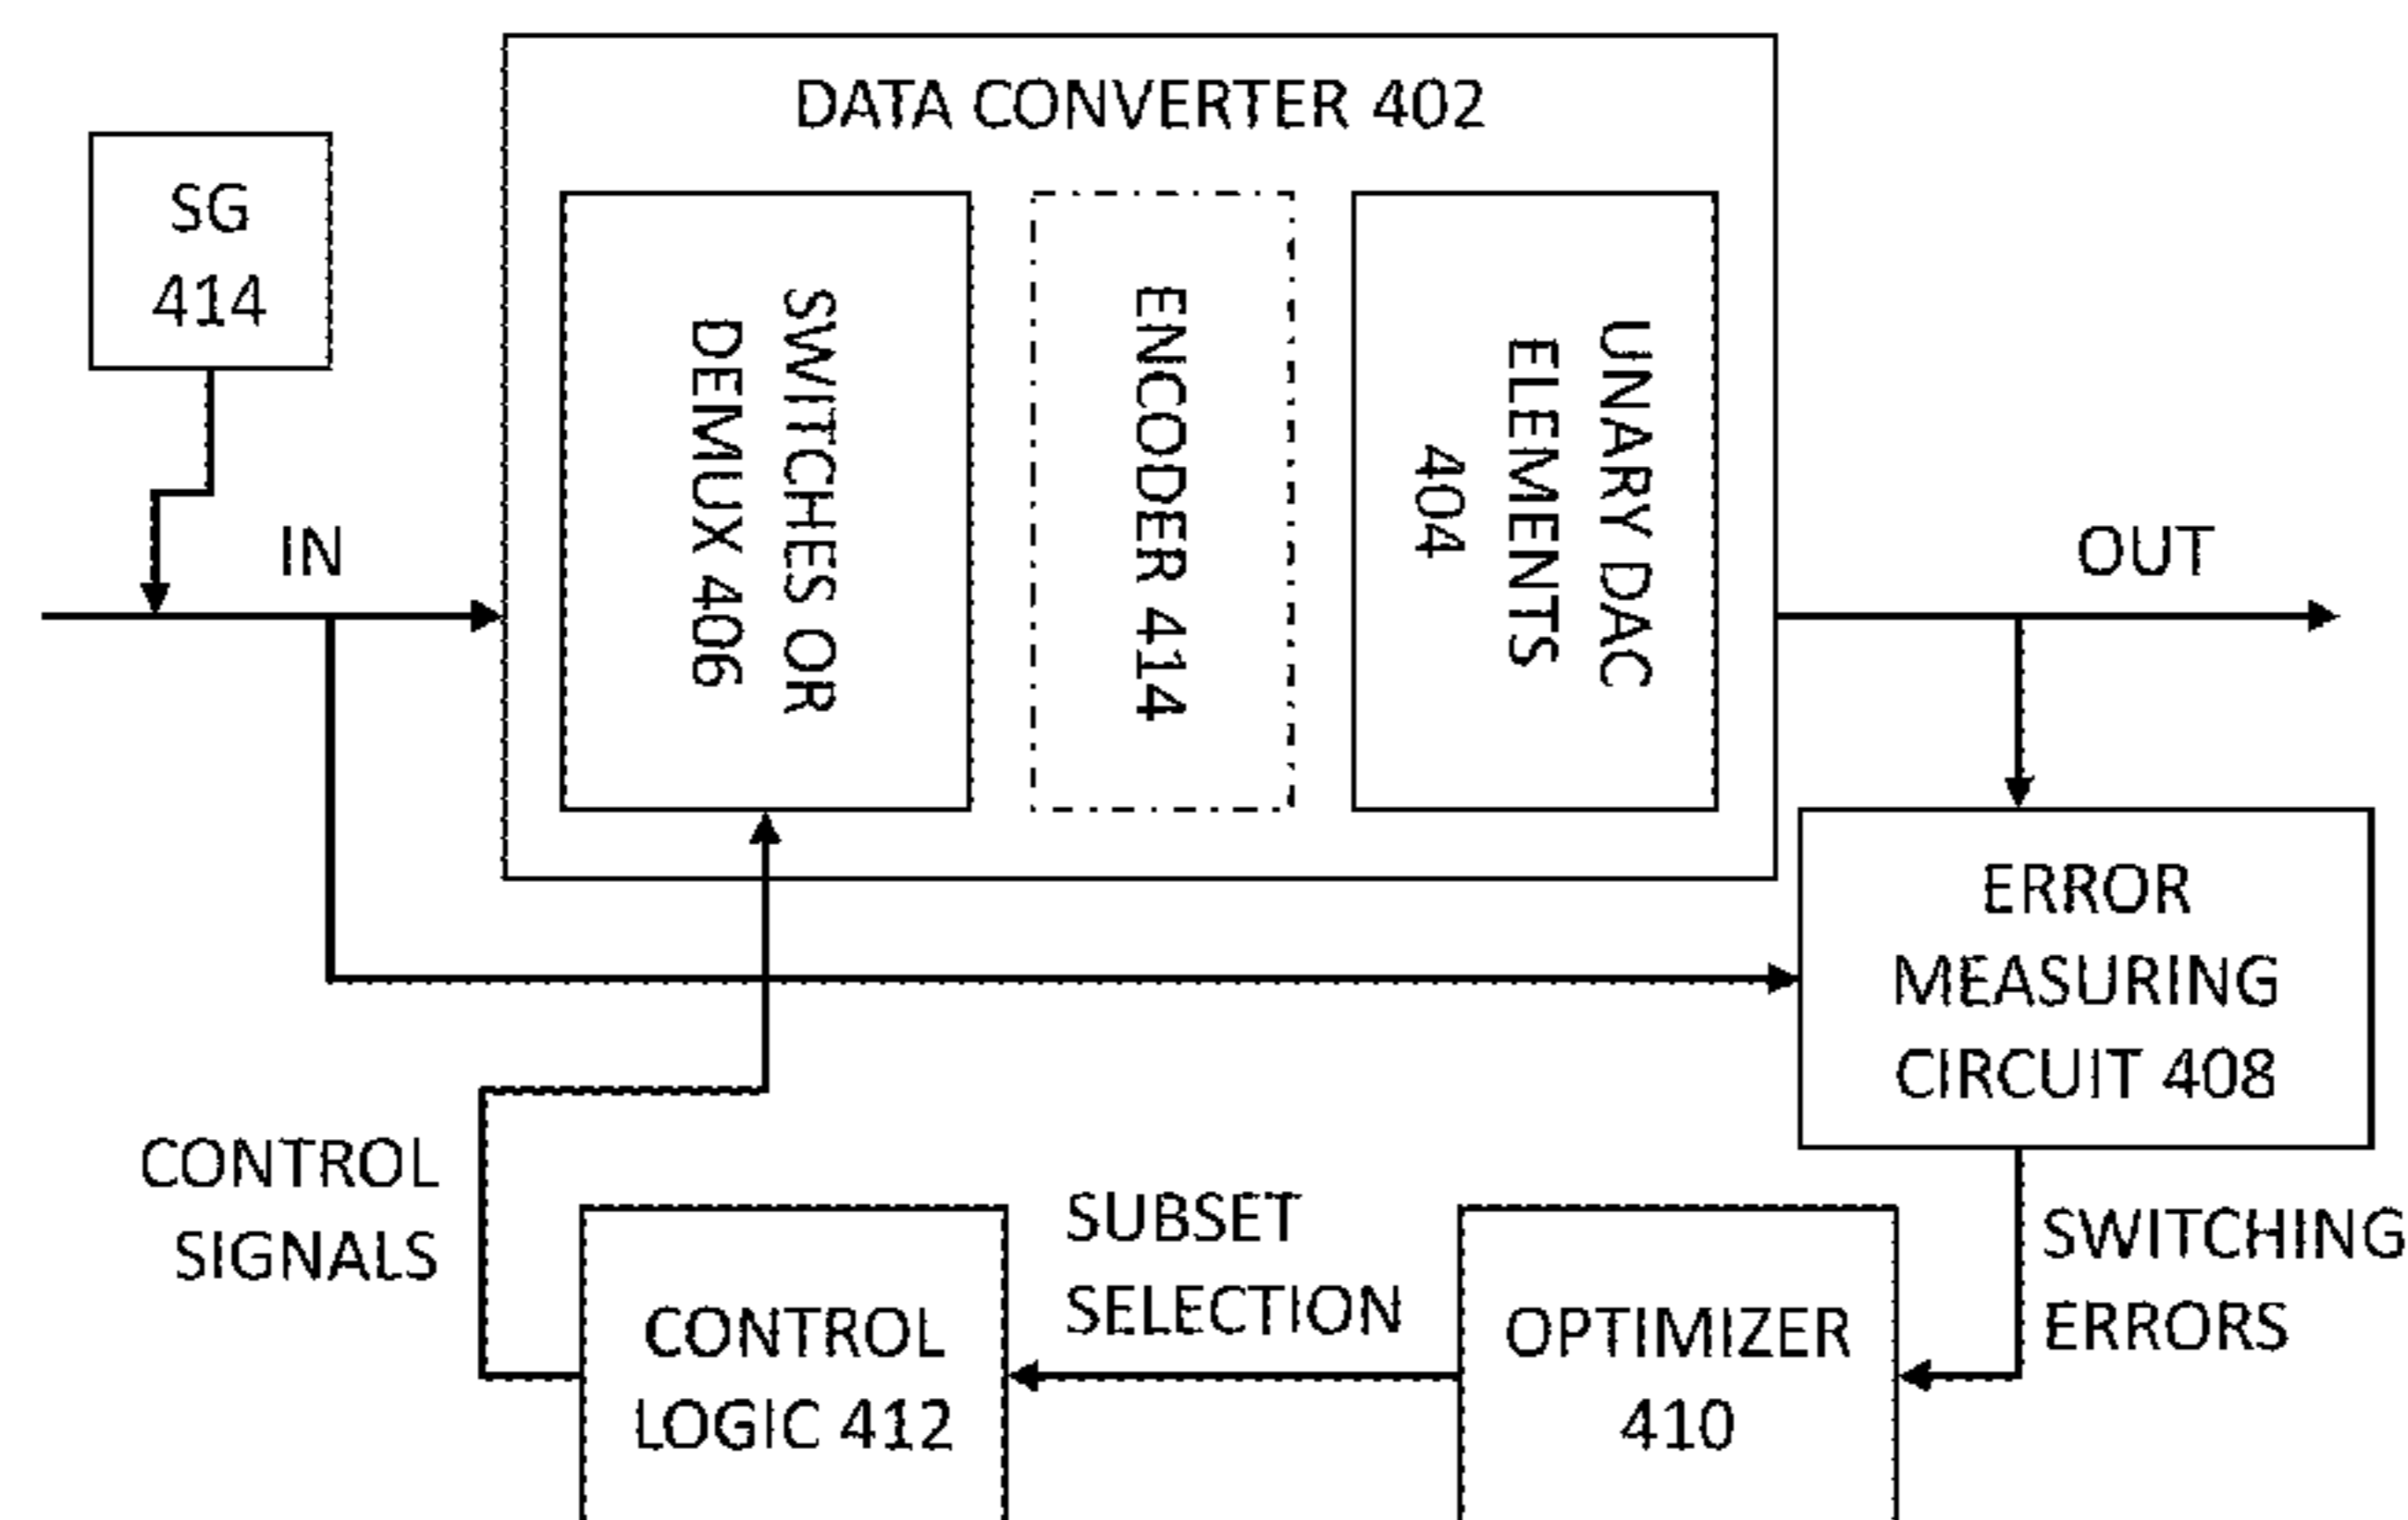 DATA CONVERTER 402
SG
414
SWITCHES OR
DEMUX 406
ENCODER 414
UNARY DAC
ELEMENTS
404
IN
OUT
ERROR
MEASURING
CIRCUIT 408
CONTROL
SIGNALS
SUBSET
SELECTION
SWITCHING
ERRORS
CONTROL
LOGIC 412
OPTIMIZER
410